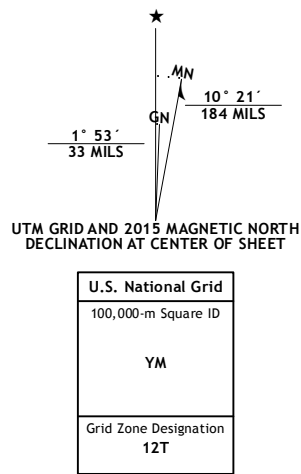 ★
MN
GN
10° 21´
184 MILS
1° 53´
33 MILS
UTM GRID AND 2015 MAGNETIC NORTH
DECLINATION AT CENTER OF SHEET
U.S. National Grid
100,000-m Square ID
YM
Grid Zone Designation
12T